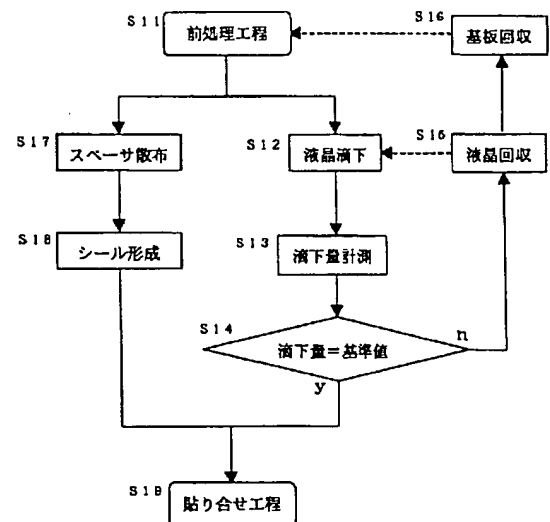 S11
前処理工程
S16
基板回収
S17
スペーサ散布
S12
液晶滴下
S15
液晶回収
S18
シール形成
S13
滴下量計測
S14
滴下量=基準値
n
y
S19
貼り合せ工程